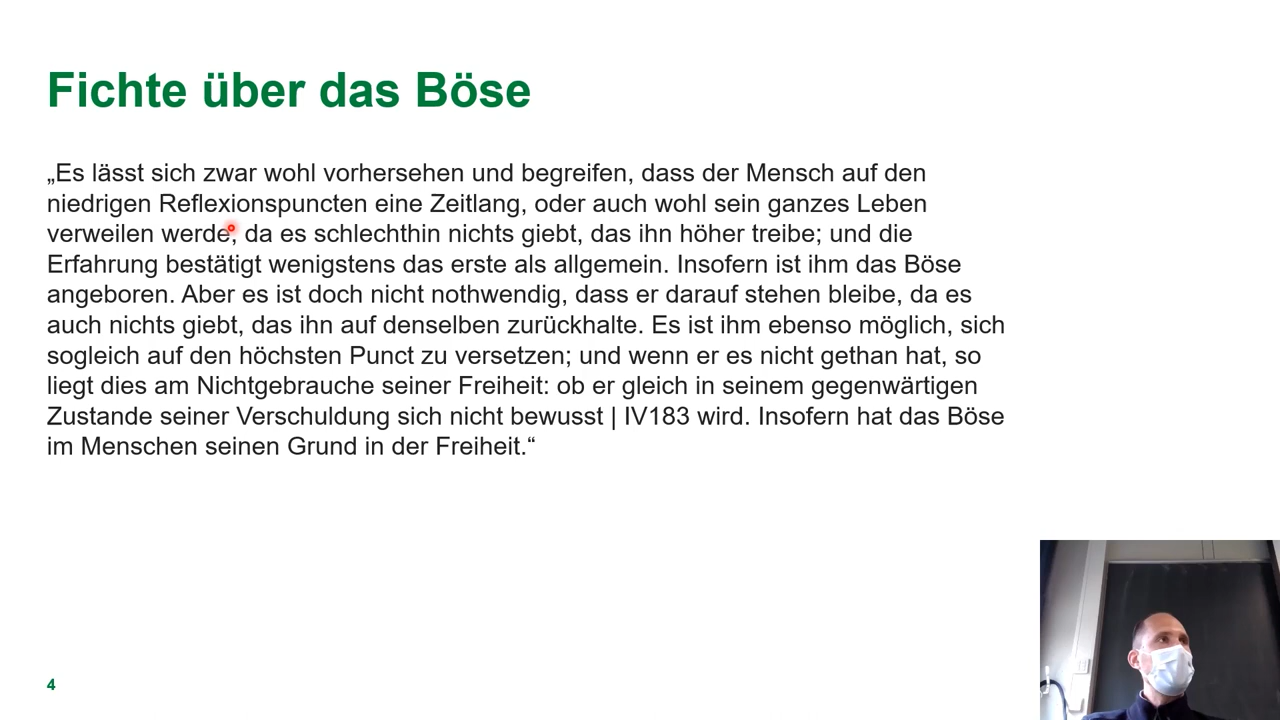 Fichte über das Böse
„Es lässt sich zwar wohl vorhersehen und begreifen, dass der Mensch auf den
niedrigen Reflexionspuncten eine Zeitlang, oder auch wohl sein ganzes Leben
verweilen werde, da es schlechthin nichts giebt, das ihn höher treibe; und die
Erfahrung bestätigt wenigstens das erste als allgemein. Insofern ist ihm das Böse
angeboren. Aber es ist doch nicht nothwendig, dass er darauf stehen bleibe, da es
auch nichts giebt, das ihn auf denselben zurückhalte. Es ist ihm ebenso möglich, sich
sogleich auf den höchsten Punct zu versetzen; und wenn er es nicht gethan hat, so
liegt dies am Nichtgebrauche seiner Freiheit: ob er gleich in seinem gegenwärtigen
Zustande seiner Verschuldung sich nicht bewusst | IV183 wird. Insofern hat das Böse
im Menschen seinen Grund in der Freiheit.“
4